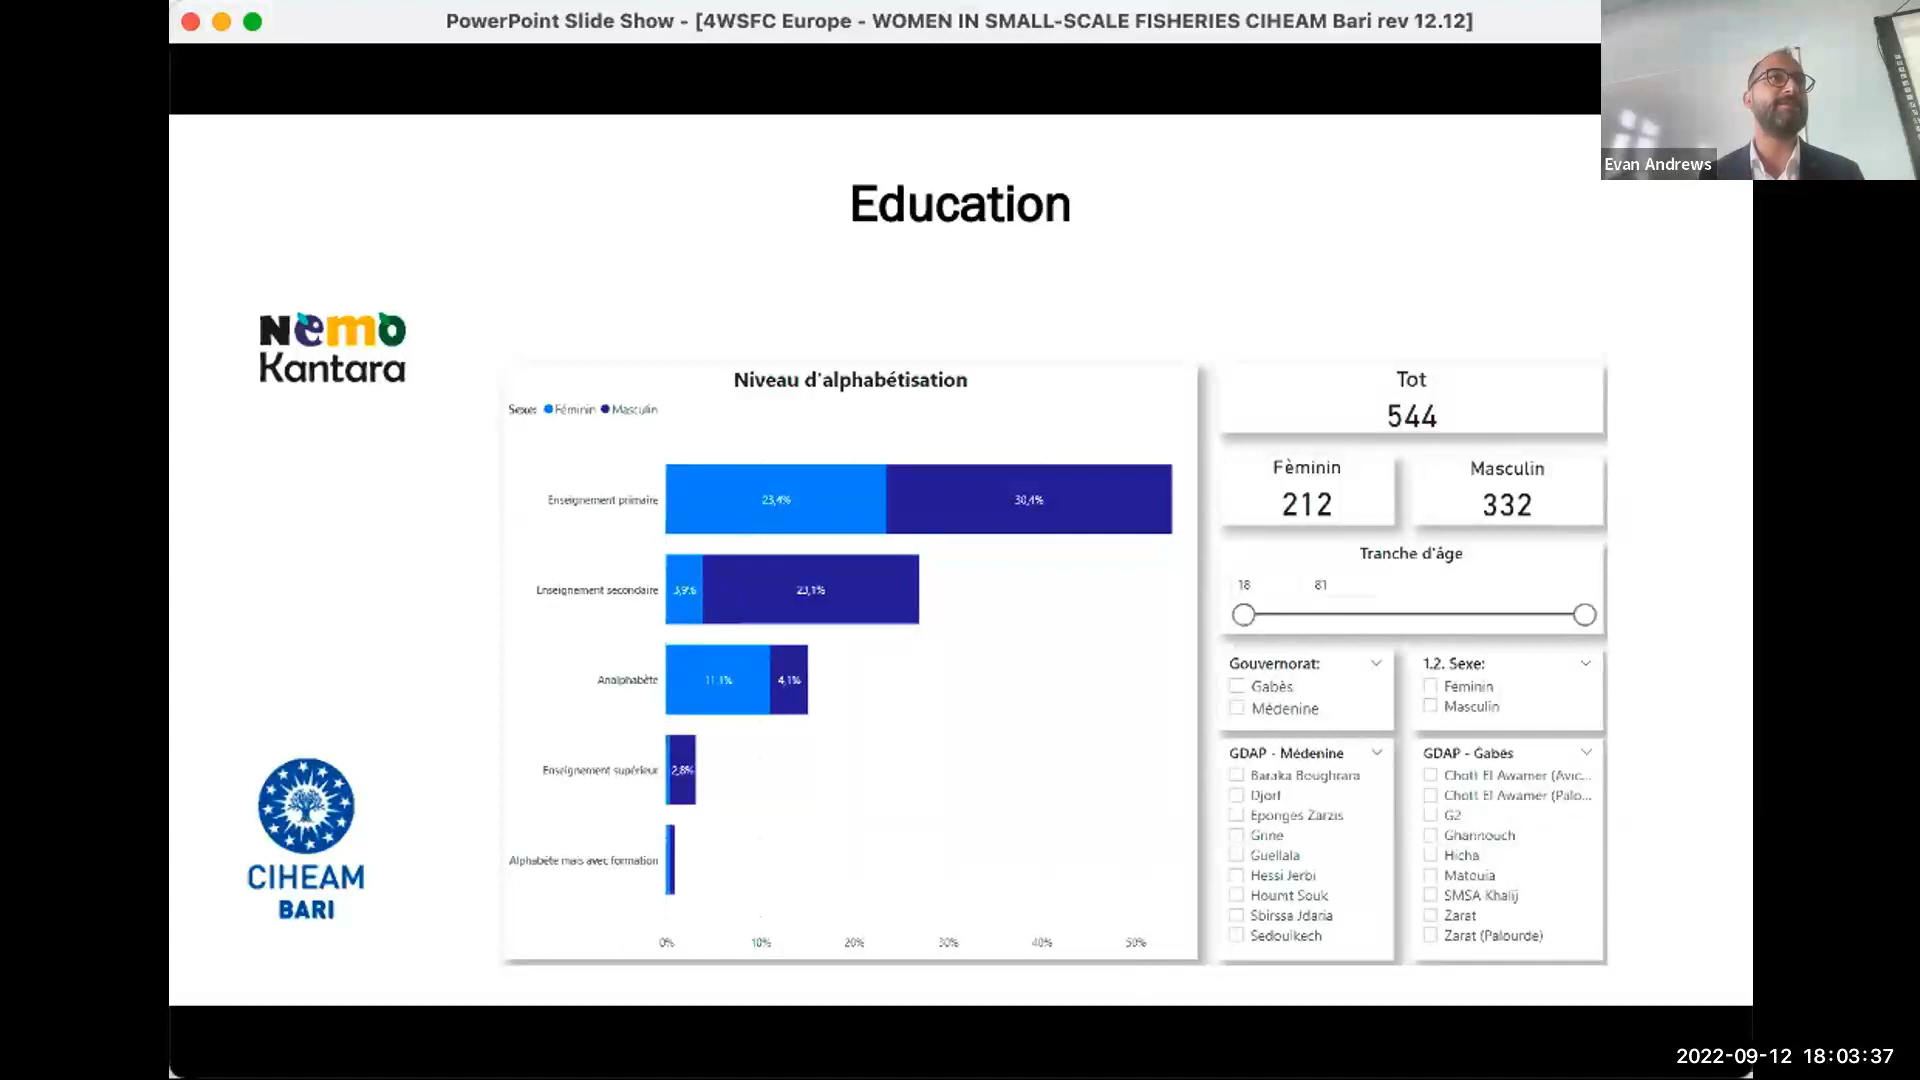 PowerPoint Slide Show - [4WSFC Europe - WOMEN IN SMALL-SCALE FISHERIES CIHEAM Bari rev 12.12]
Evan Andrews
Education
Nemo
Kantara
CIHEAM
BARI
Niveau d'alphabétisation
Sexe: Féminin Masculin
Enseignement primaire 23,4% 30,4%
Enseignement secondaire 3,9% 23,1%
Analphabète 11,1% 4,1%
Enseignement supérieur 2,8%
Alphabète mais avec formation
0% 10% 20% 30% 40% 50%
Tot
544
Fèminin
212
Masculin
332
Tranche d'âge
18 81
Gouvernorat:
Gabès
Médenine
1.2. Sexe:
Féminin
Masculin
GDAP - Médenine
Baraka Boughrara
Djorf
Eponges Zarzis
Grine
Guellala
Hessi Jerbi
Houmt Souk
Sbirssa Jdaria
Sedouikech
GDAP - Gabès
Chott El Awamer (Avic...
Chott El Awamer (Palo...
G2
Ghannouch
Hicha
Matouia
SMSA Khalij
Zarat
Zarat (Palourde)
2022-09-12 18:03:37